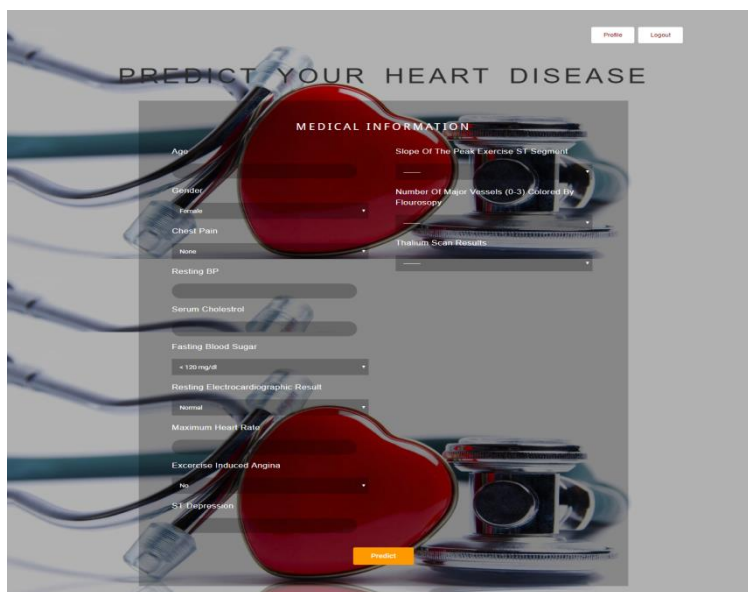 Profile
Logout
PREDICT YOUR HEART DISEASE
MEDICAL INFORMATION
Age
Gender
Female
Chest Pain
None
Resting BP
Serum Cholestrol
Fasting Blood Sugar
< 120 mg/dl
Resting Electrocardiographic Result
Normal
Maximum Heart Rate
Excercise Induced Angina
No
ST Depression
Slope Of The Peak Exercise ST Segment
Number Of Major Vessels (0-3) Colored By
Flourosopy
Thalium Scan Results
Predict